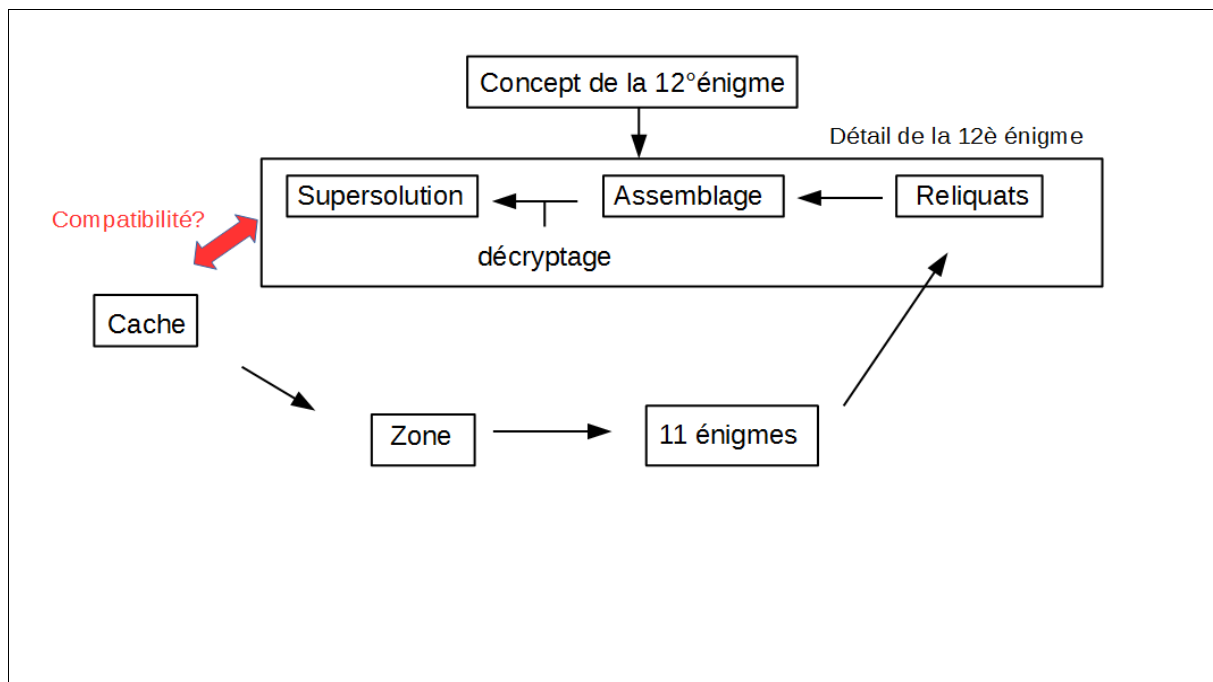 Concept de la 12°énigme
Détail de la 12è énigme
Supersolution
Assemblage
Reliquats
Compatibilité?
décryptage
Cache
Zone
11 énigmes